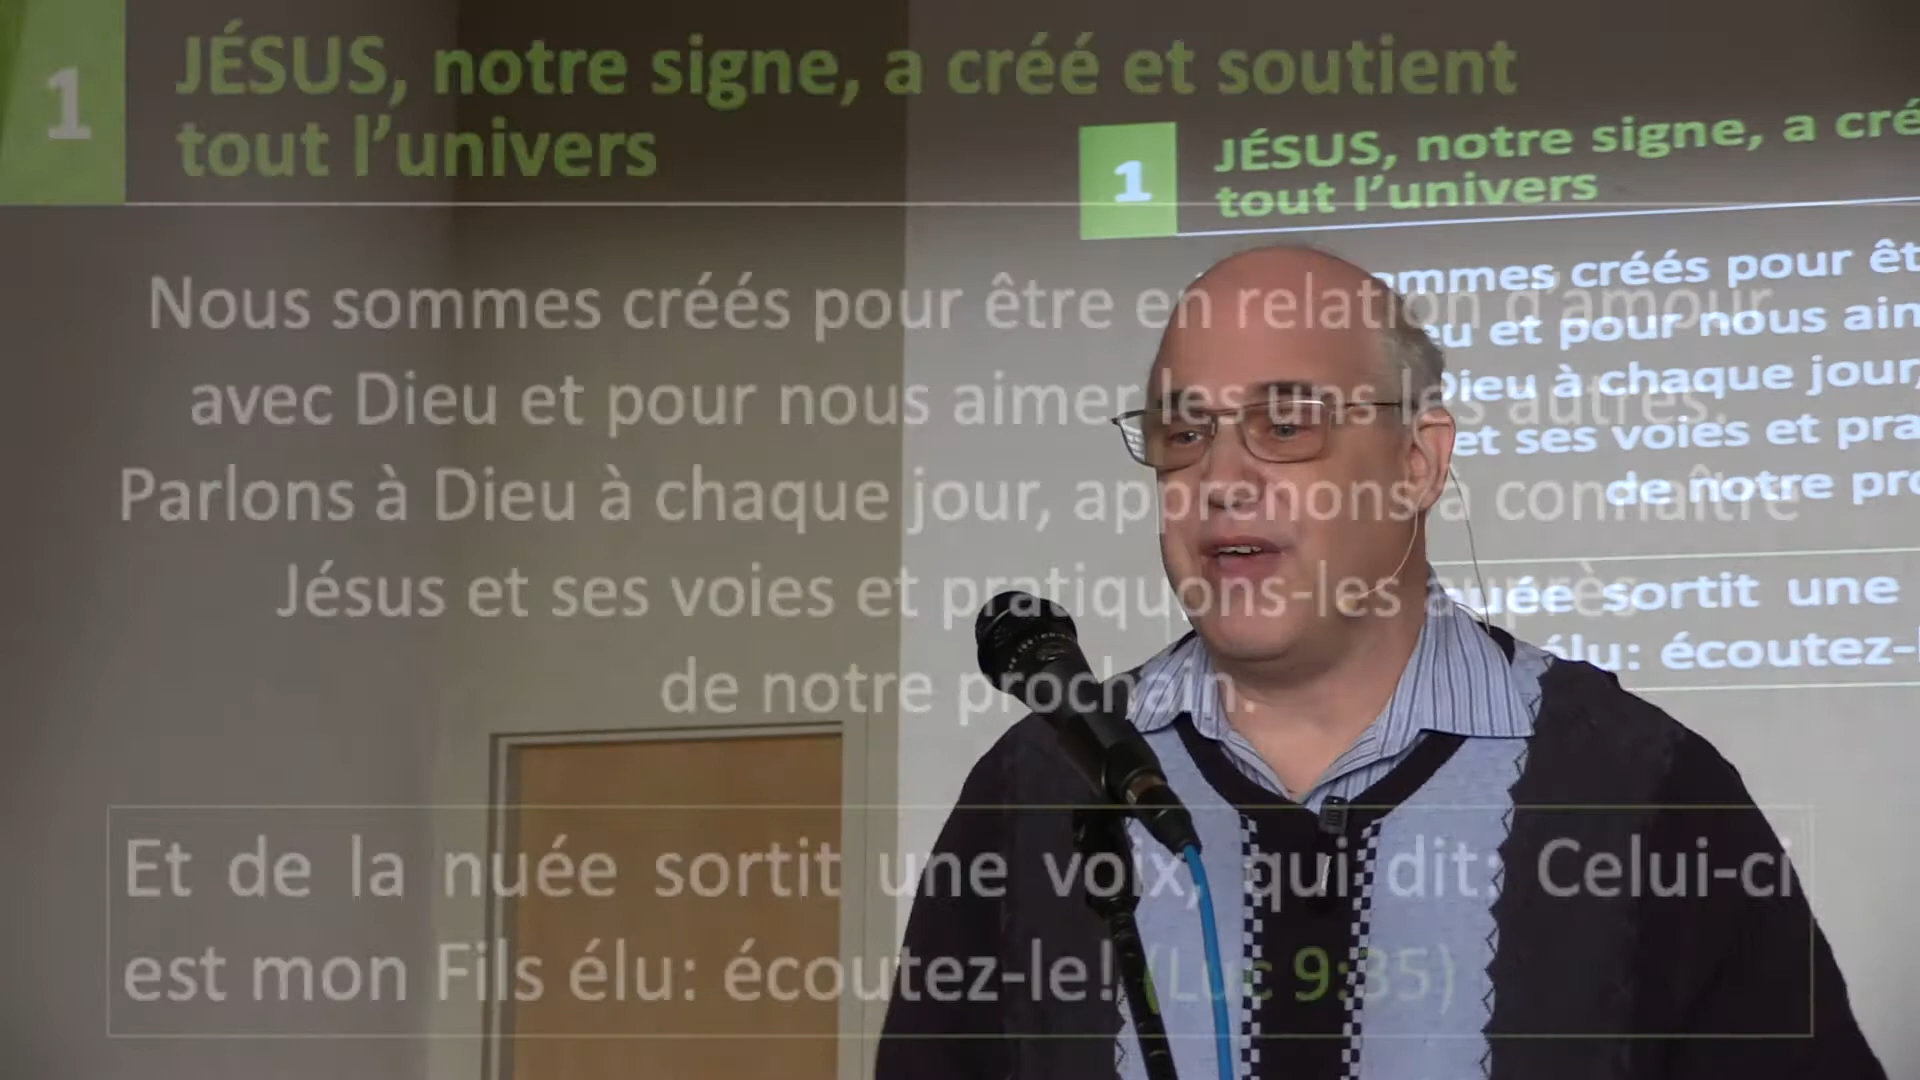 1
JÉSUS, notre signe, a créé et soutient
tout l’univers
Nous sommes créés pour être en relation d’amour
avec Dieu et pour nous aimer les uns les autres.
Parlons à Dieu à chaque jour, apprenons à connaître
Jésus et ses voies et pratiquons-les auprès
de notre prochain.
Et de la nuée sortit une voix, qui dit: Celui-ci
est mon Fils élu: écoutez-le! (Luc 9:35)
1
JÉSUS, notre signe, a cré
tout l’univers
ommes créés pour êt
eu et pour nous aim
Dieu à chaque jour,
et ses voies et pra
de notre pro
nuée sortit une
élu: écoutez-l